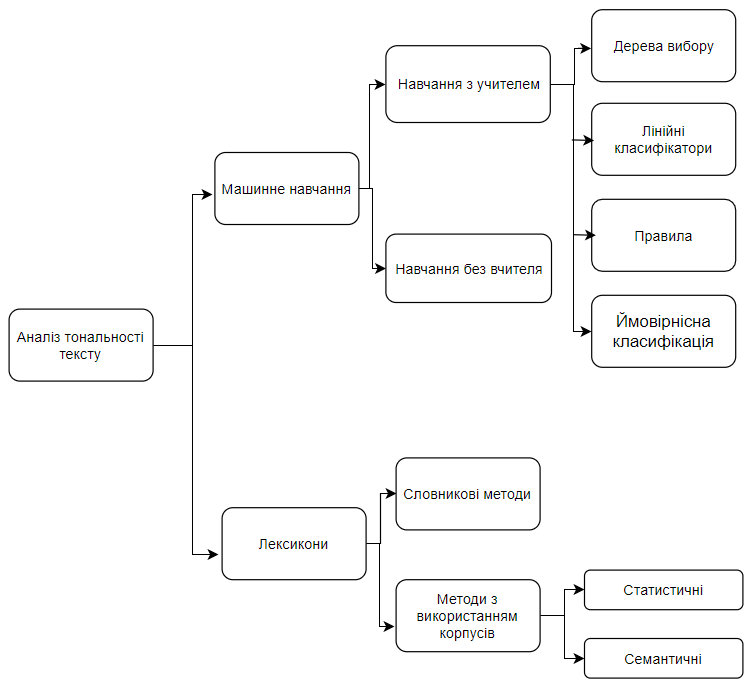 Дерева вибору
Навчання з учителем
Лінійні
класифікатори
Машинне навчання
Правила
Навчання без вчителя
Ймовірнісна
класифікація
Аналіз тональності
тексту
Словникові методи
Лексикони
Методи з
використанням
корпусів
Статистичні
Семантичні